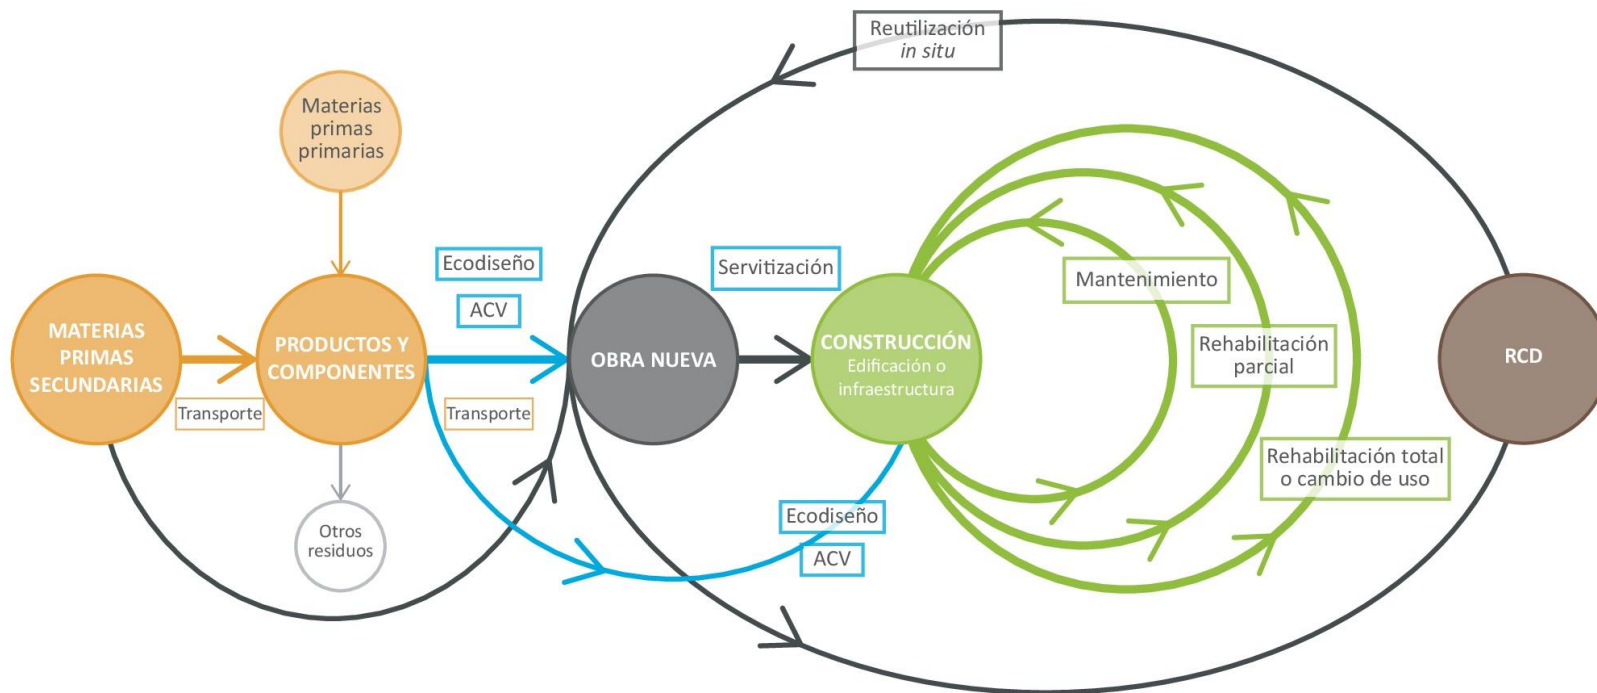 Reutilización
in situ
Materias
primas
primarias
Ecodiseño
ACV
Servitización
Mantenimiento
MATERIAS
PRIMAS
SECUNDARIAS
PRODUCTOS Y
COMPONENTES
OBRA NUEVA
CONSTRUCCIÓN
Edificación o
infraestructura
Rehabilitación
parcial
RCD
Transporte
Transporte
Rehabilitación total
o cambio de uso
Otros
residuos
Ecodiseño
ACV